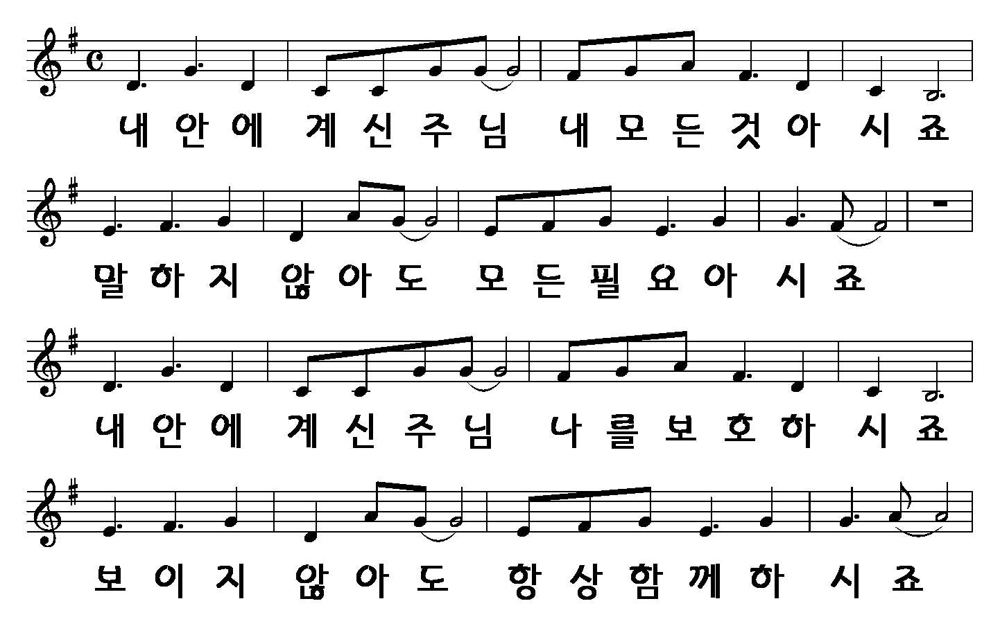 내 안 에 계 신 주 님 내 모 든 것 아 시 죠
말 하 지 않 아 도 모 든 필 요 아 시 죠
내 안 에 계 신 주 님 나 를 보 호 하 시 죠
보 이 지 않 아 도 항 상 함 께 하 시 죠